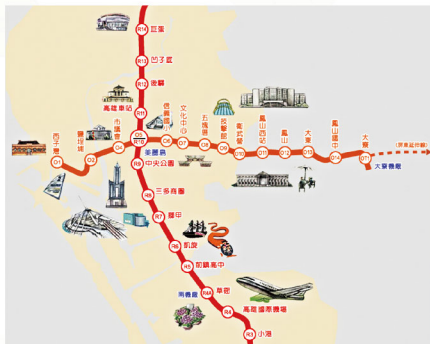 R14 巨蛋
R13 凹子底
R12 後驛
高雄車站 R11
西子灣 O1
鹽埕埔 O2
市議會 O4
O5
R10 美麗島
信義國小 O6
文化中心 O7
五塊厝 O8
技擊館 O9
衛武營 O10
鳳山西站 O11
鳳山 O12
大東 O13
鳳山國中 O14
大寮 OT1
大寮機廠
R9 中央公園
R8 三多商圈
R7 獅甲
R6 凱旋
R5 前鎮高中
南機廠 R4A 草衙
R4 高雄國際機場
R3 小港